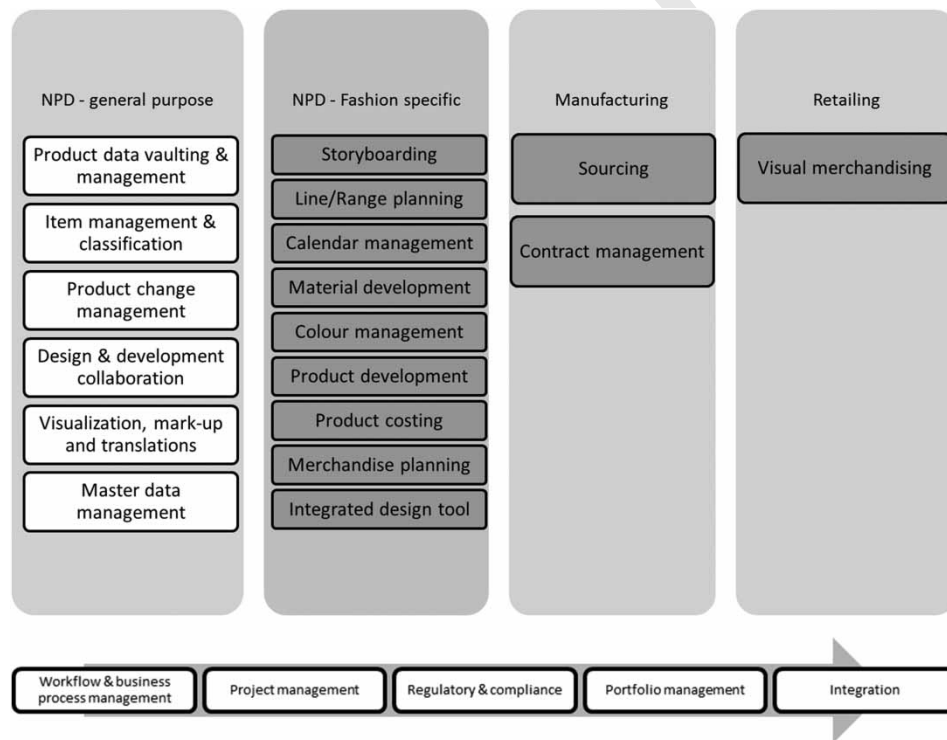 NPD - general purpose
Product data vaulting &
management
Item management &
classification
Product change
management
Design & development
collaboration
Visualization, mark-up
and translations
Master data
management
NPD - Fashion specific
Storyboarding
Line/Range planning
Calendar management
Material development
Colour management
Product development
Product costing
Merchandise planning
Integrated design tool
Manufacturing
Sourcing
Contract management
Retailing
Visual merchandising
Workflow & business
process management
Project management
Regulatory & compliance
Portfolio management
Integration